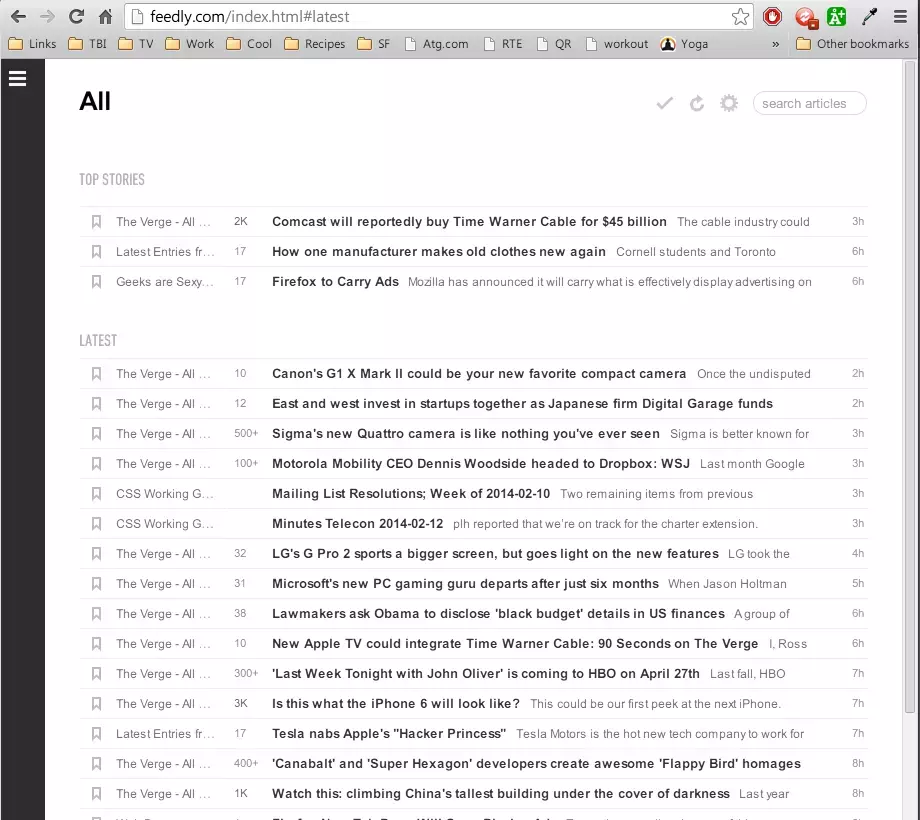 feedly.com/index.html#latest
Links TBI TV Work Cool Recipes SF Atg.com RTE QR workout Yoga » Other bookmarks
All
search articles
TOP STORIES
The Verge - All ... 2K Comcast will reportedly buy Time Warner Cable for $45 billion The cable industry could 3h
Latest Entries fr... 17 How one manufacturer makes old clothes new again Cornell students and Toronto 6h
Geeks are Sexy... 17 Firefox to Carry Ads Mozilla has announced it will carry what is effectively display advertising on 6h
LATEST
The Verge - All ... 10 Canon's G1 X Mark II could be your new favorite compact camera Once the undisputed 2h
The Verge - All ... 12 East and west invest in startups together as Japanese firm Digital Garage funds 2h
The Verge - All ... 500+ Sigma's new Quattro camera is like nothing you've ever seen Sigma is better known for 3h
The Verge - All ... 100+ Motorola Mobility CEO Dennis Woodside headed to Dropbox: WSJ Last month Google 3h
CSS Working G... Mailing List Resolutions; Week of 2014-02-10 Two remaining items from previous 3h
CSS Working G... Minutes Telecon 2014-02-12 plh reported that we're on track for the charter extension. 3h
The Verge - All ... 32 LG's G Pro 2 sports a bigger screen, but goes light on the new features LG took the 4h
The Verge - All ... 31 Microsoft's new PC gaming guru departs after just six months When Jason Holtman 5h
The Verge - All ... 38 Lawmakers ask Obama to disclose 'black budget' details in US finances A group of 6h
The Verge - All ... 10 New Apple TV could integrate Time Warner Cable: 90 Seconds on The Verge I, Ross 6h
The Verge - All ... 300+ 'Last Week Tonight with John Oliver' is coming to HBO on April 27th Last fall, HBO 7h
The Verge - All ... 3K Is this what the iPhone 6 will look like? This could be our first peek at the next iPhone. 7h
Latest Entries fr... 17 Tesla nabs Apple's "Hacker Princess" Tesla Motors is the hot new tech company to work for 7h
The Verge - All ... 400+ 'Canabalt' and 'Super Hexagon' developers create awesome 'Flappy Bird' homages 8h
The Verge - All ... 1K Watch this: climbing China's tallest building under the cover of darkness Last year 8h